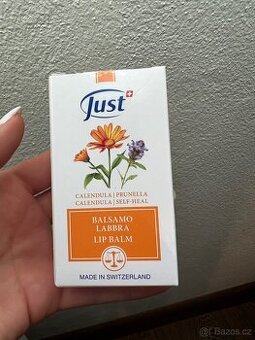 Just
CALENDULA | PRUNELLA
CALENDULA | SELF-HEAL
BALSAMO
LABBRA
LIP BALM
MADE IN SWITZERLAND
Bazos.cz